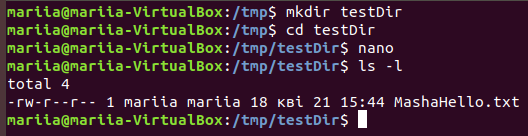 mariia@mariia-VirtualBox:/tmp$ mkdir testDir
mariia@mariia-VirtualBox:/tmp$ cd testDir
mariia@mariia-VirtualBox:/tmp/testDir$ nano
mariia@mariia-VirtualBox:/tmp/testDir$ ls -l
total 4
-rw-r--r-- 1 mariia mariia 18 кві 21 15:44 MashaHello.txt
mariia@mariia-VirtualBox:/tmp/testDir$